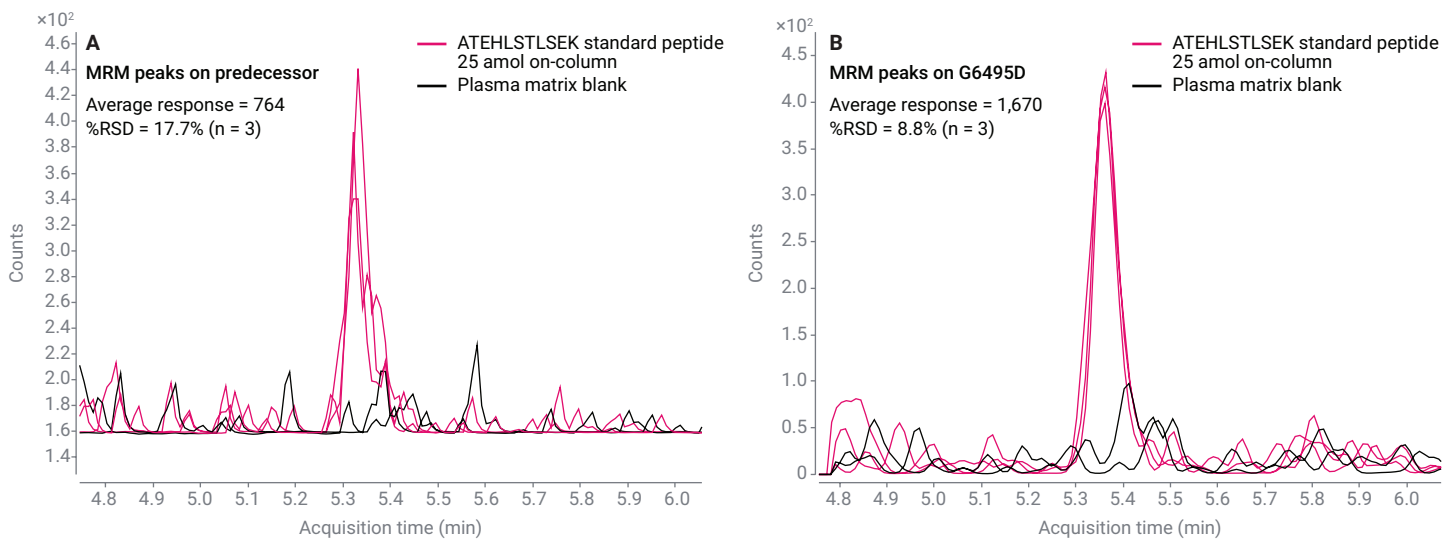 ×10²
A
MRM peaks on predecessor
Average response = 764
%RSD = 17.7% (n = 3)
ATEHLSTLSEK standard peptide
25 amol on-column
Plasma matrix blank
4.6
4.4
4.2
4.0
3.8
3.6
3.4
3.2
3.0
2.8
2.6
2.4
2.2
2.0
1.8
1.6
1.4
Counts
4.8 4.9 5.0 5.1 5.2 5.3 5.4 5.5 5.6 5.7 5.8 5.9 6.0
Acquisition time (min)
×10²
B
MRM peaks on G6495D
Average response = 1,670
%RSD = 8.8% (n = 3)
ATEHLSTLSEK standard peptide
25 amol on-column
Plasma matrix blank
4.5
4.0
3.5
3.0
2.5
2.0
1.5
1.0
0.5
0
Counts
4.8 4.9 5.0 5.1 5.2 5.3 5.4 5.5 5.6 5.7 5.8 5.9 6.0
Acquisition time (min)